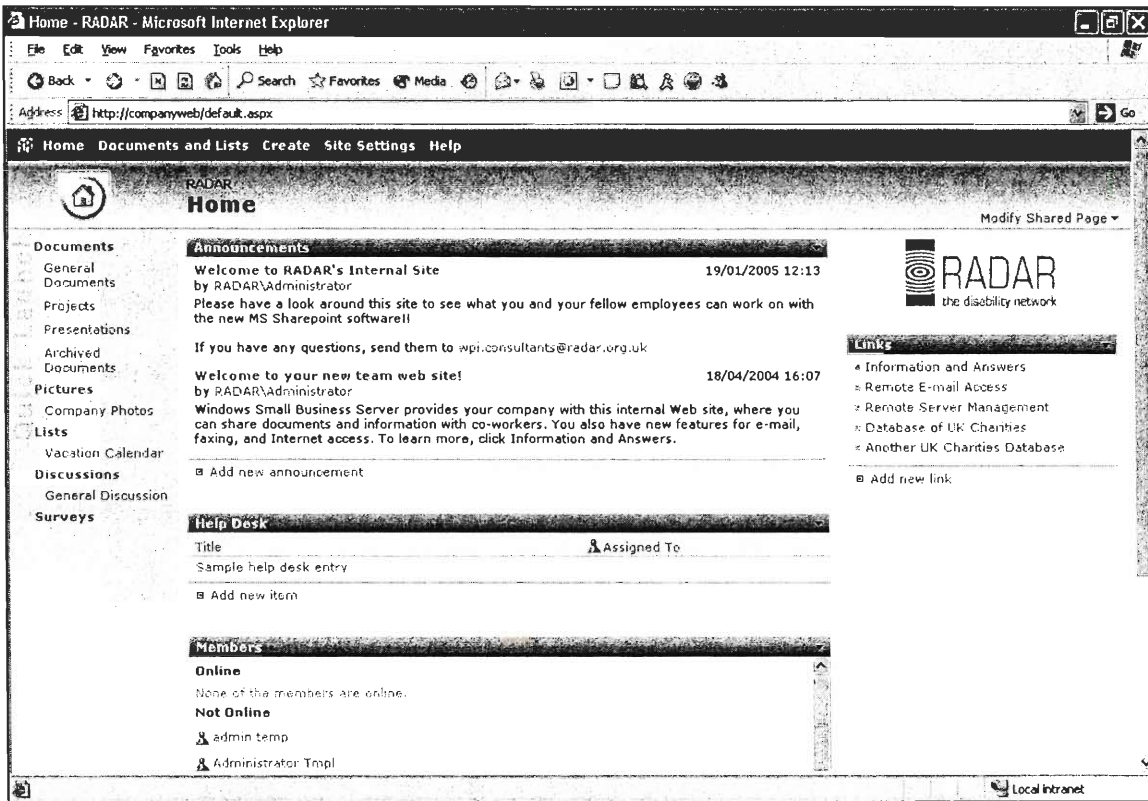 Home - RADAR - Microsoft Internet Explorer
File Edit View Favorites Tools Help
Back Search Favorites Media
Address http://companyweb/default.aspx Go
Home Documents and Lists Create Site Settings Help
RADAR
Home
Modify Shared Page
Documents
General
Documents
Projects
Presentations
Archived
Documents
Pictures
Company Photos
Lists
Vacation Calendar
Discussions
General Discussion
Surveys
Announcements
Welcome to RADAR's Internal Site 19/01/2005 12:13
by RADAR\Administrator
Please have a look around this site to see what you and your fellow employees can work on with
the new MS Sharepoint software!!
If you have any questions, send them to wpi.consultants@radar.org.uk
Welcome to your new team web site! 18/04/2004 16:07
by RADAR\Administrator
Windows Small Business Server provides your company with this internal Web site, where you
can share documents and information with co-workers. You also have new features for e-mail,
faxing, and Internet access. To learn more, click Information and Answers.
Add new announcement
Help Desk
Title Assigned To
Sample help desk entry
Add new item
Members
Online
None of the members are online.
Not Online
admin temp
Administrator Tmpl
RADAR
the disability network
Links
Information and Answers
Remote E-mail Access
Remote Server Management
Database of UK Charities
Another UK Charities Database
Add new link
Local intranet